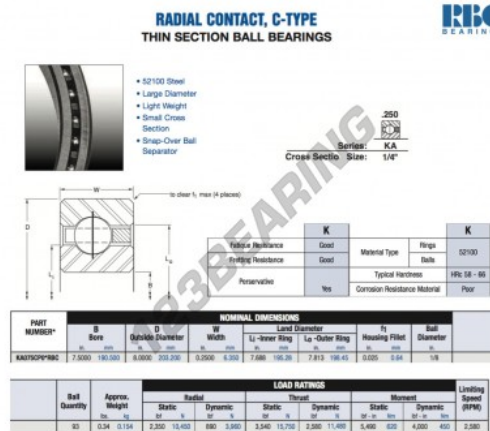 RADIAL CONTACT, C-TYPE
THIN SECTION BALL BEARINGS
RBC
BEARING
• 52100 Steel
• Large Diameter
• Light Weight
• Small Cross
Section
• Snap-Over Ball
Separator
.250
Series: KA
Cross Sectio Size: 1/4"
123BEARING
W
to clear f₁ max (4 places)
D
K K
Fatigue Resistance Good Material Type Rings 52100
Fretting Resistance Good Balls
Typical Hardness HRc 58 - 66
Perservative Yes Corrosion Resistance Material Poor
NOMINAL DIMENSIONS
PART NUMBER* B Bore D Outside Diameter W Width Land Diameter f1 Housing Fillet Ball Diameter
Li -Inner Ring Lo -Outer Ring
in. mm in. mm in. mm in. mm in. mm in. mm in.
KA075CP0*RBC 7.5000 190.500 8.0000 203.200 0.2500 6.350 7.688 195.28 7.813 198.45 0.025 0.64 1/8
LOAD RATINGS
Ball Quantity Approx. Weight Radial Thrust Moment Limiting Speed (RPM)
Static Dynamic Static Dynamic Static Dynamic
lbs. kg lbf N lbf N lbf N lbf N lbf - in Nm lbf - in Nm
93 0.34 0.154 2,350 10,450 890 3,960 3,540 15,750 2,580 11,480 5,490 620 4,000 450 2,580